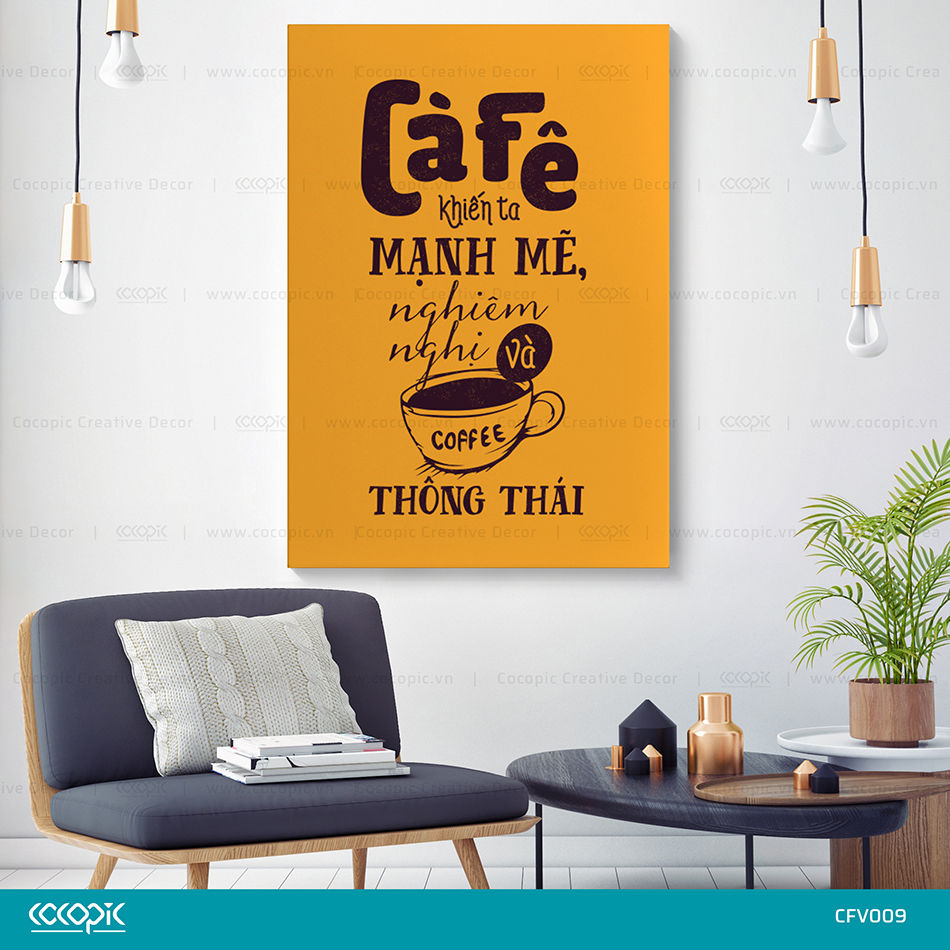 Càfê
khiến ta
MẠNH MẼ,
nghiêm
nghị và
COFFEE
THÔNG THÁI
Cocopic Creative Decor | COCOPIC | www.cocopic.vn
COCOPIC
CFV009